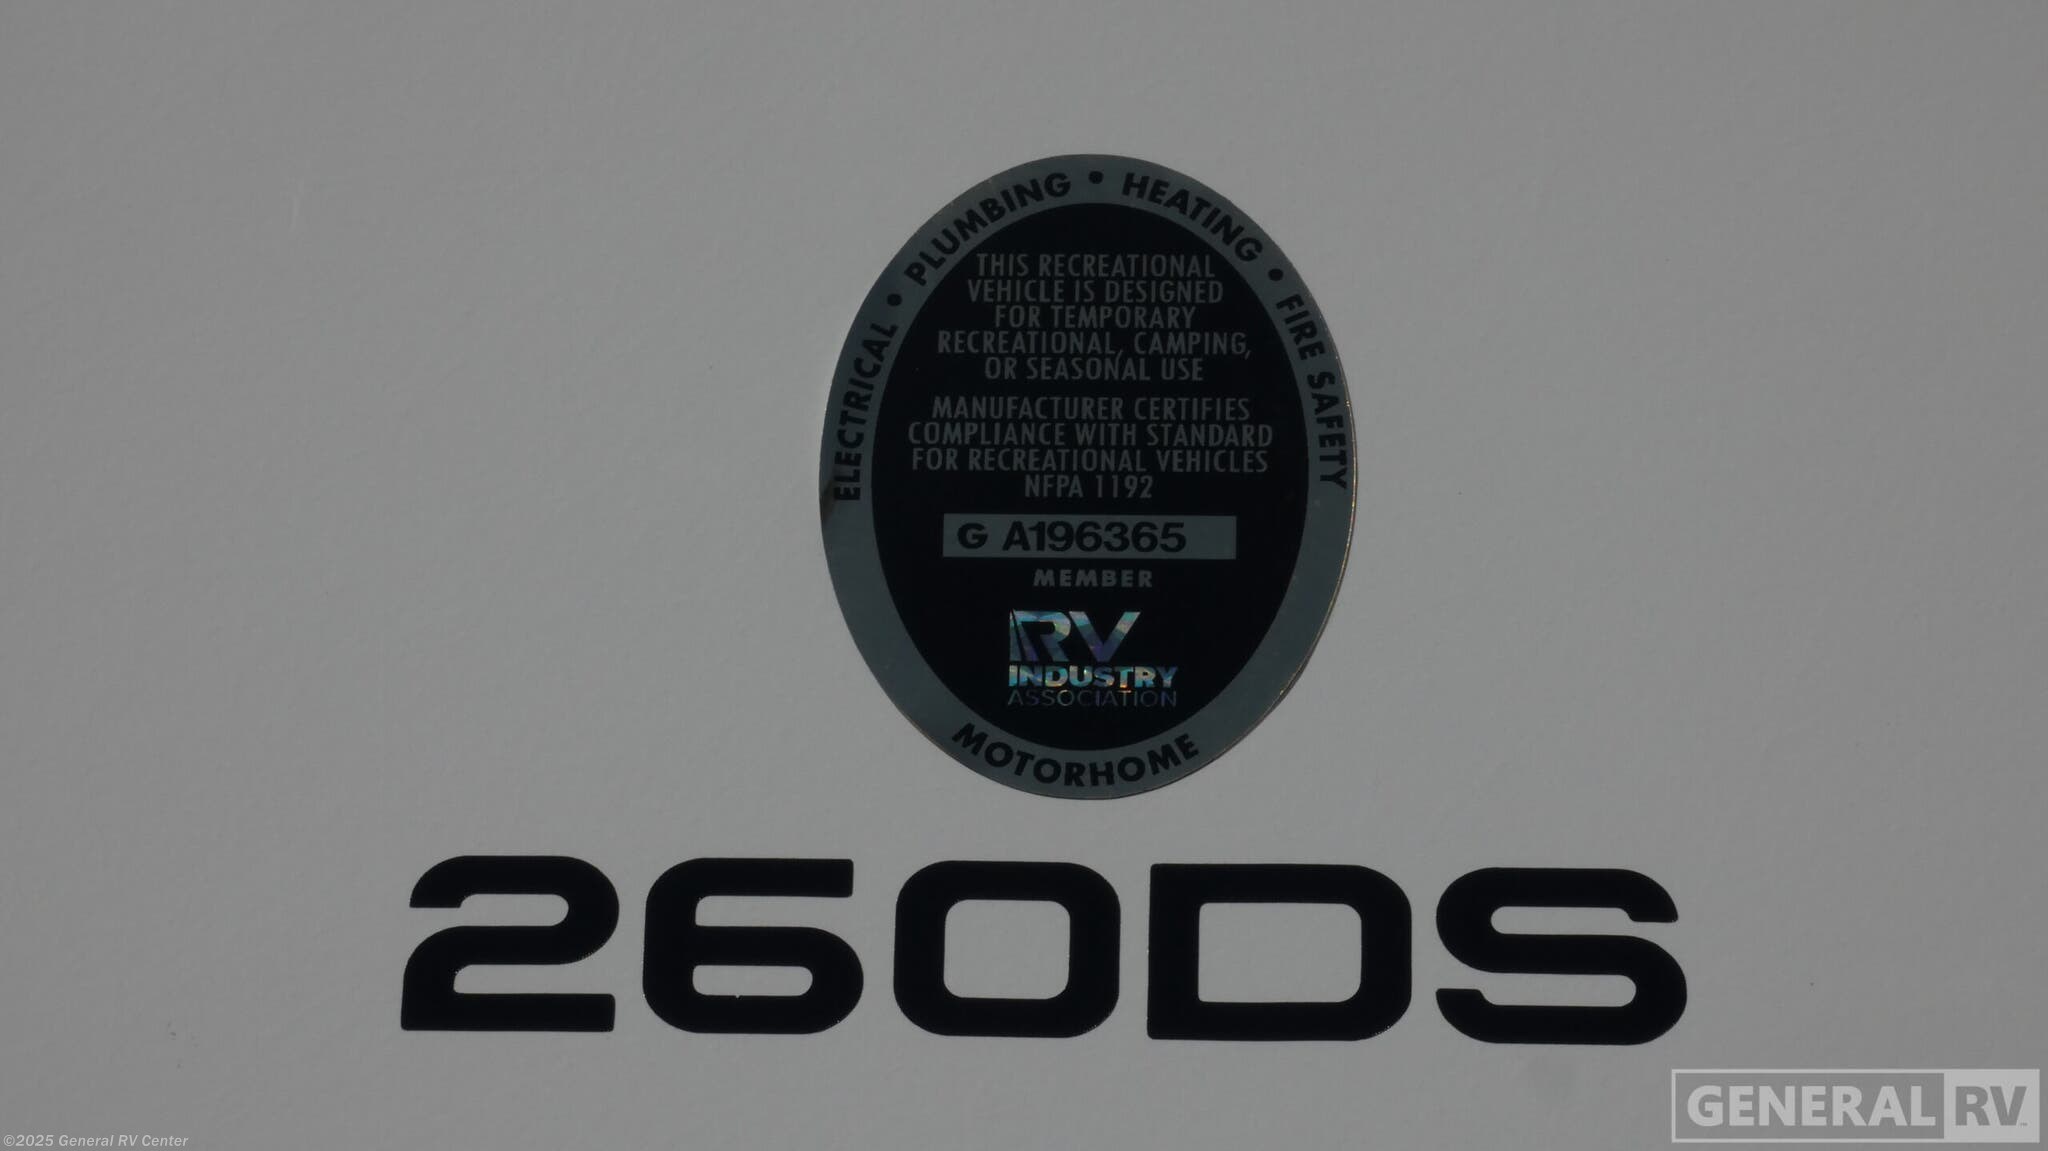 ELECTRICAL • PLUMBING • HEATING • FIRE SAFETY
THIS RECREATIONAL
VEHICLE IS DESIGNED
FOR TEMPORARY
RECREATIONAL, CAMPING,
OR SEASONAL USE
MANUFACTURER CERTIFIES
COMPLIANCE WITH STANDARD
FOR RECREATIONAL VEHICLES
NFPA 1192
G A196365
MEMBER
RV
INDUSTRY
ASSOCIATION
MOTORHOME
260DS
GENERAL RV
©2025 General RV Center